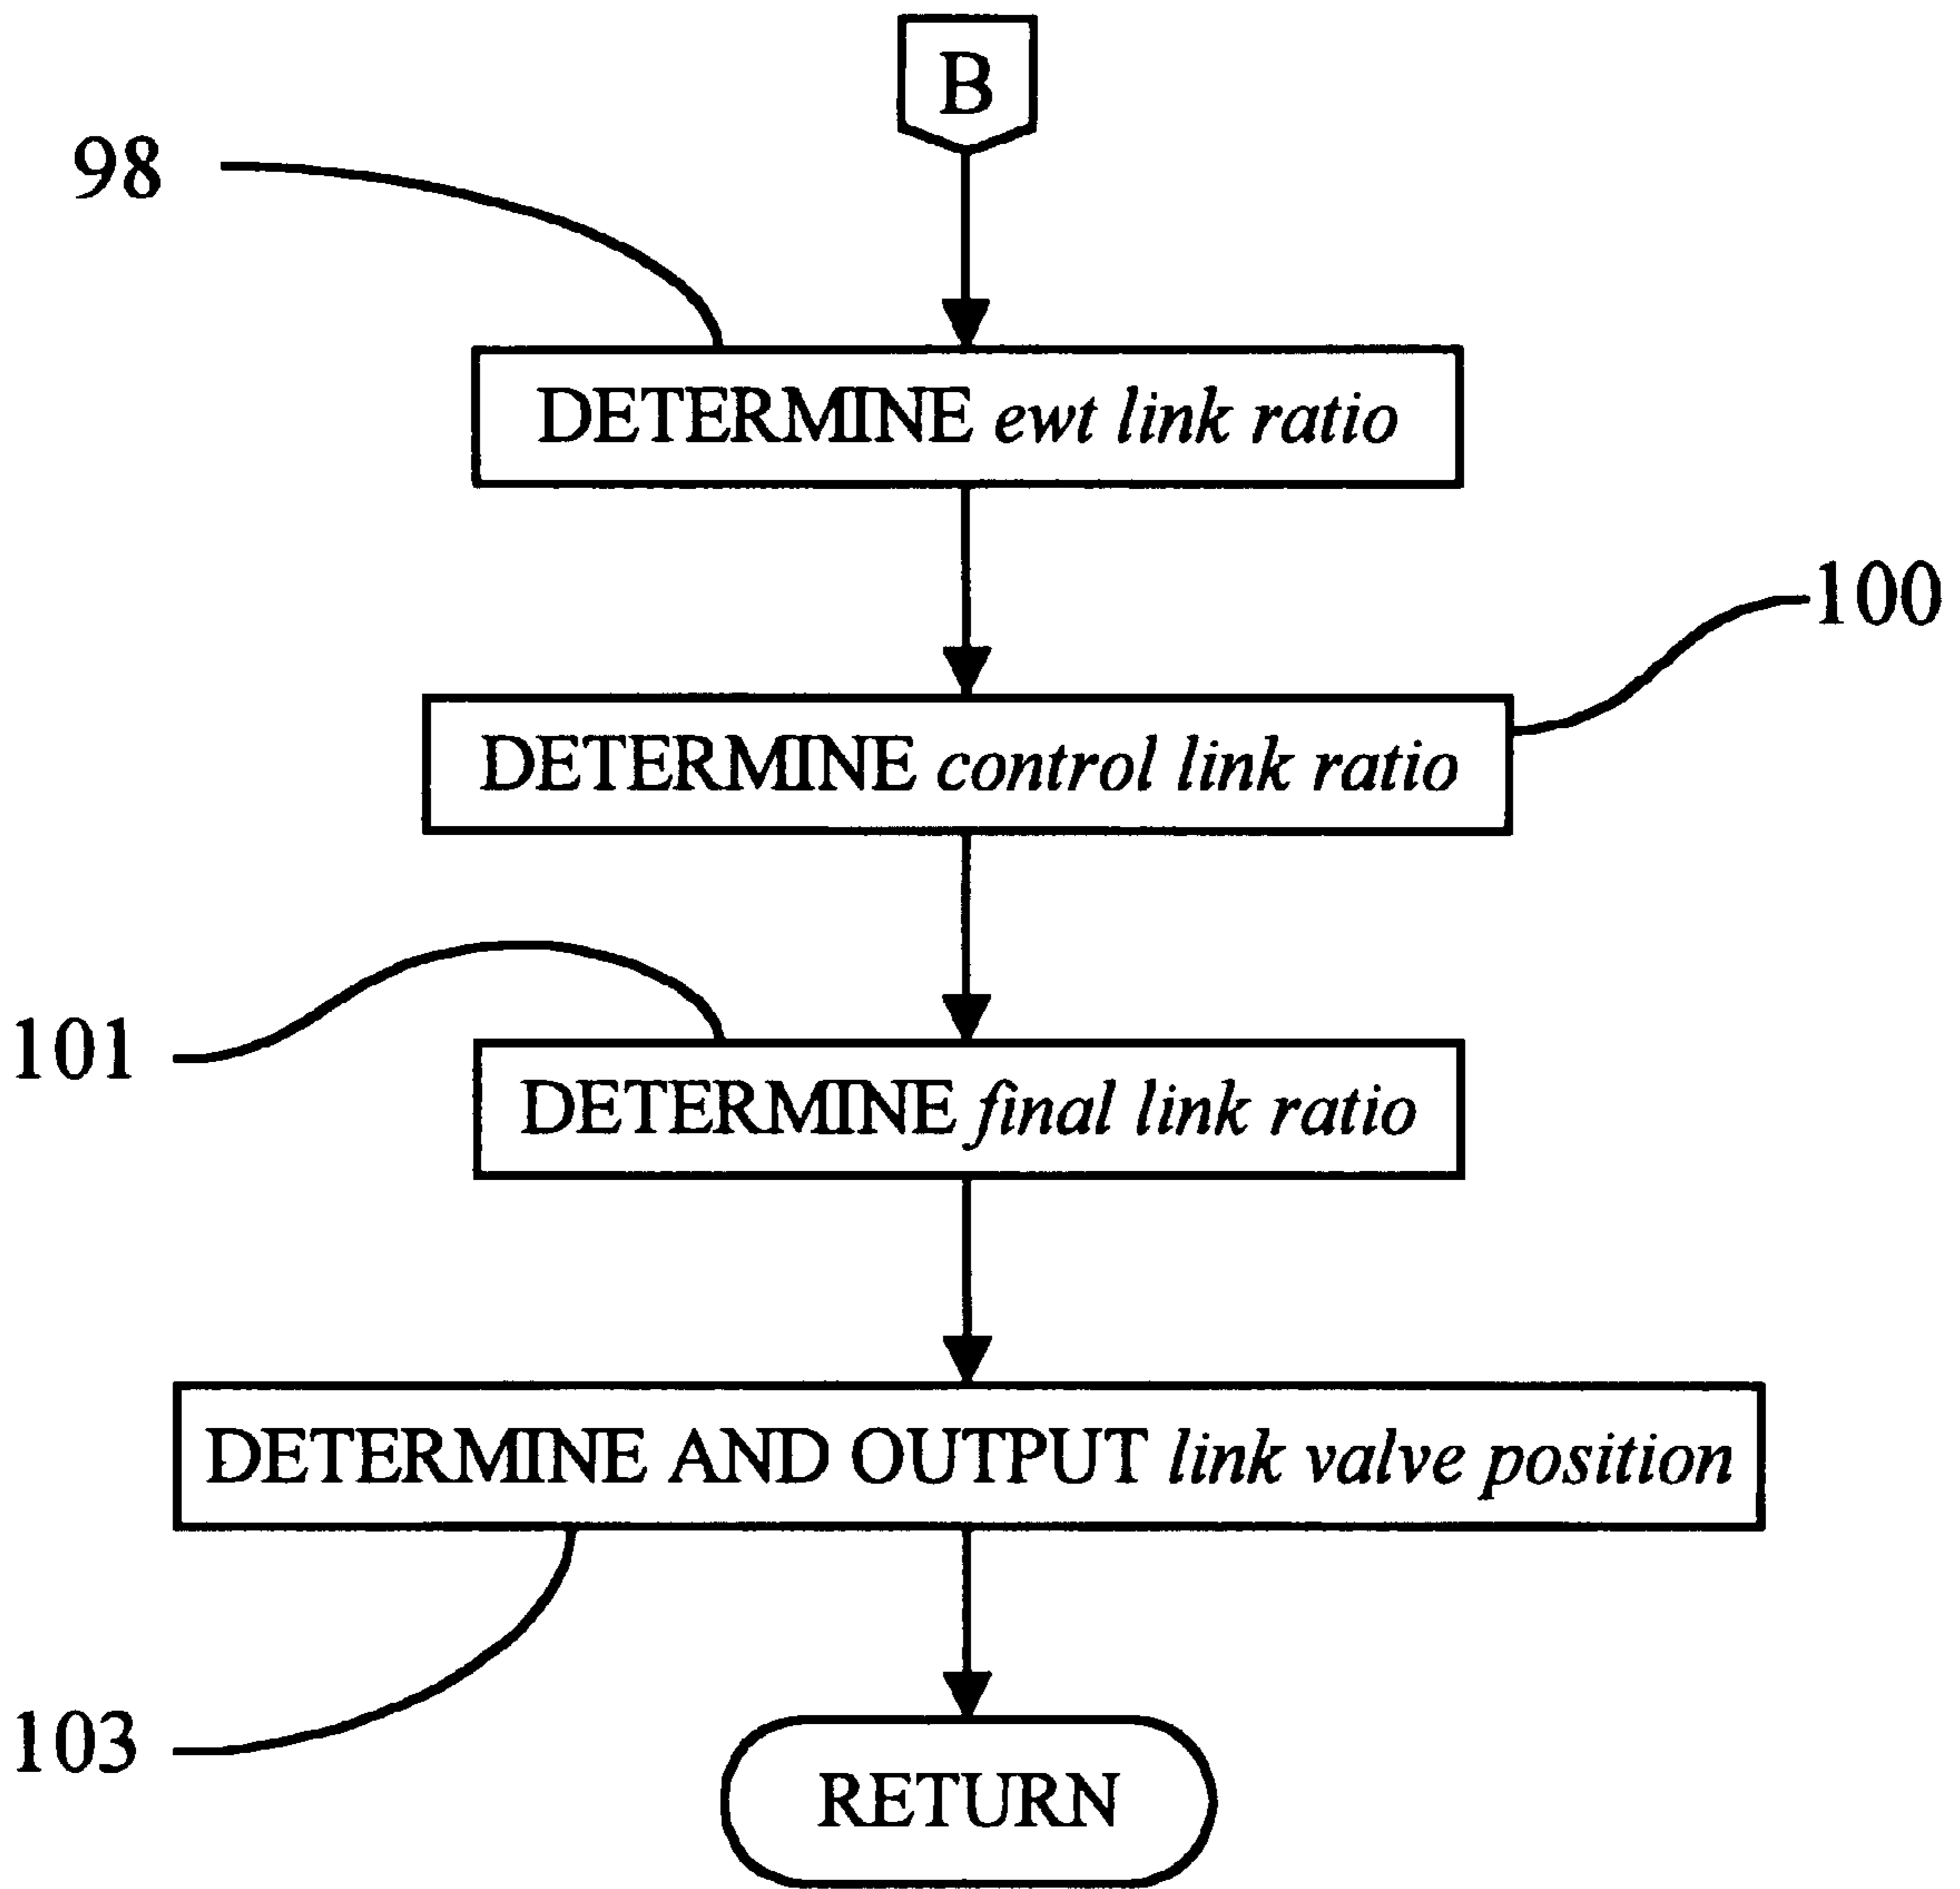 B
98
DETERMINE ewt link ratio
100
DETERMINE control link ratio
101
DETERMINE final link ratio
DETERMINE AND OUTPUT link valve position
103
RETURN